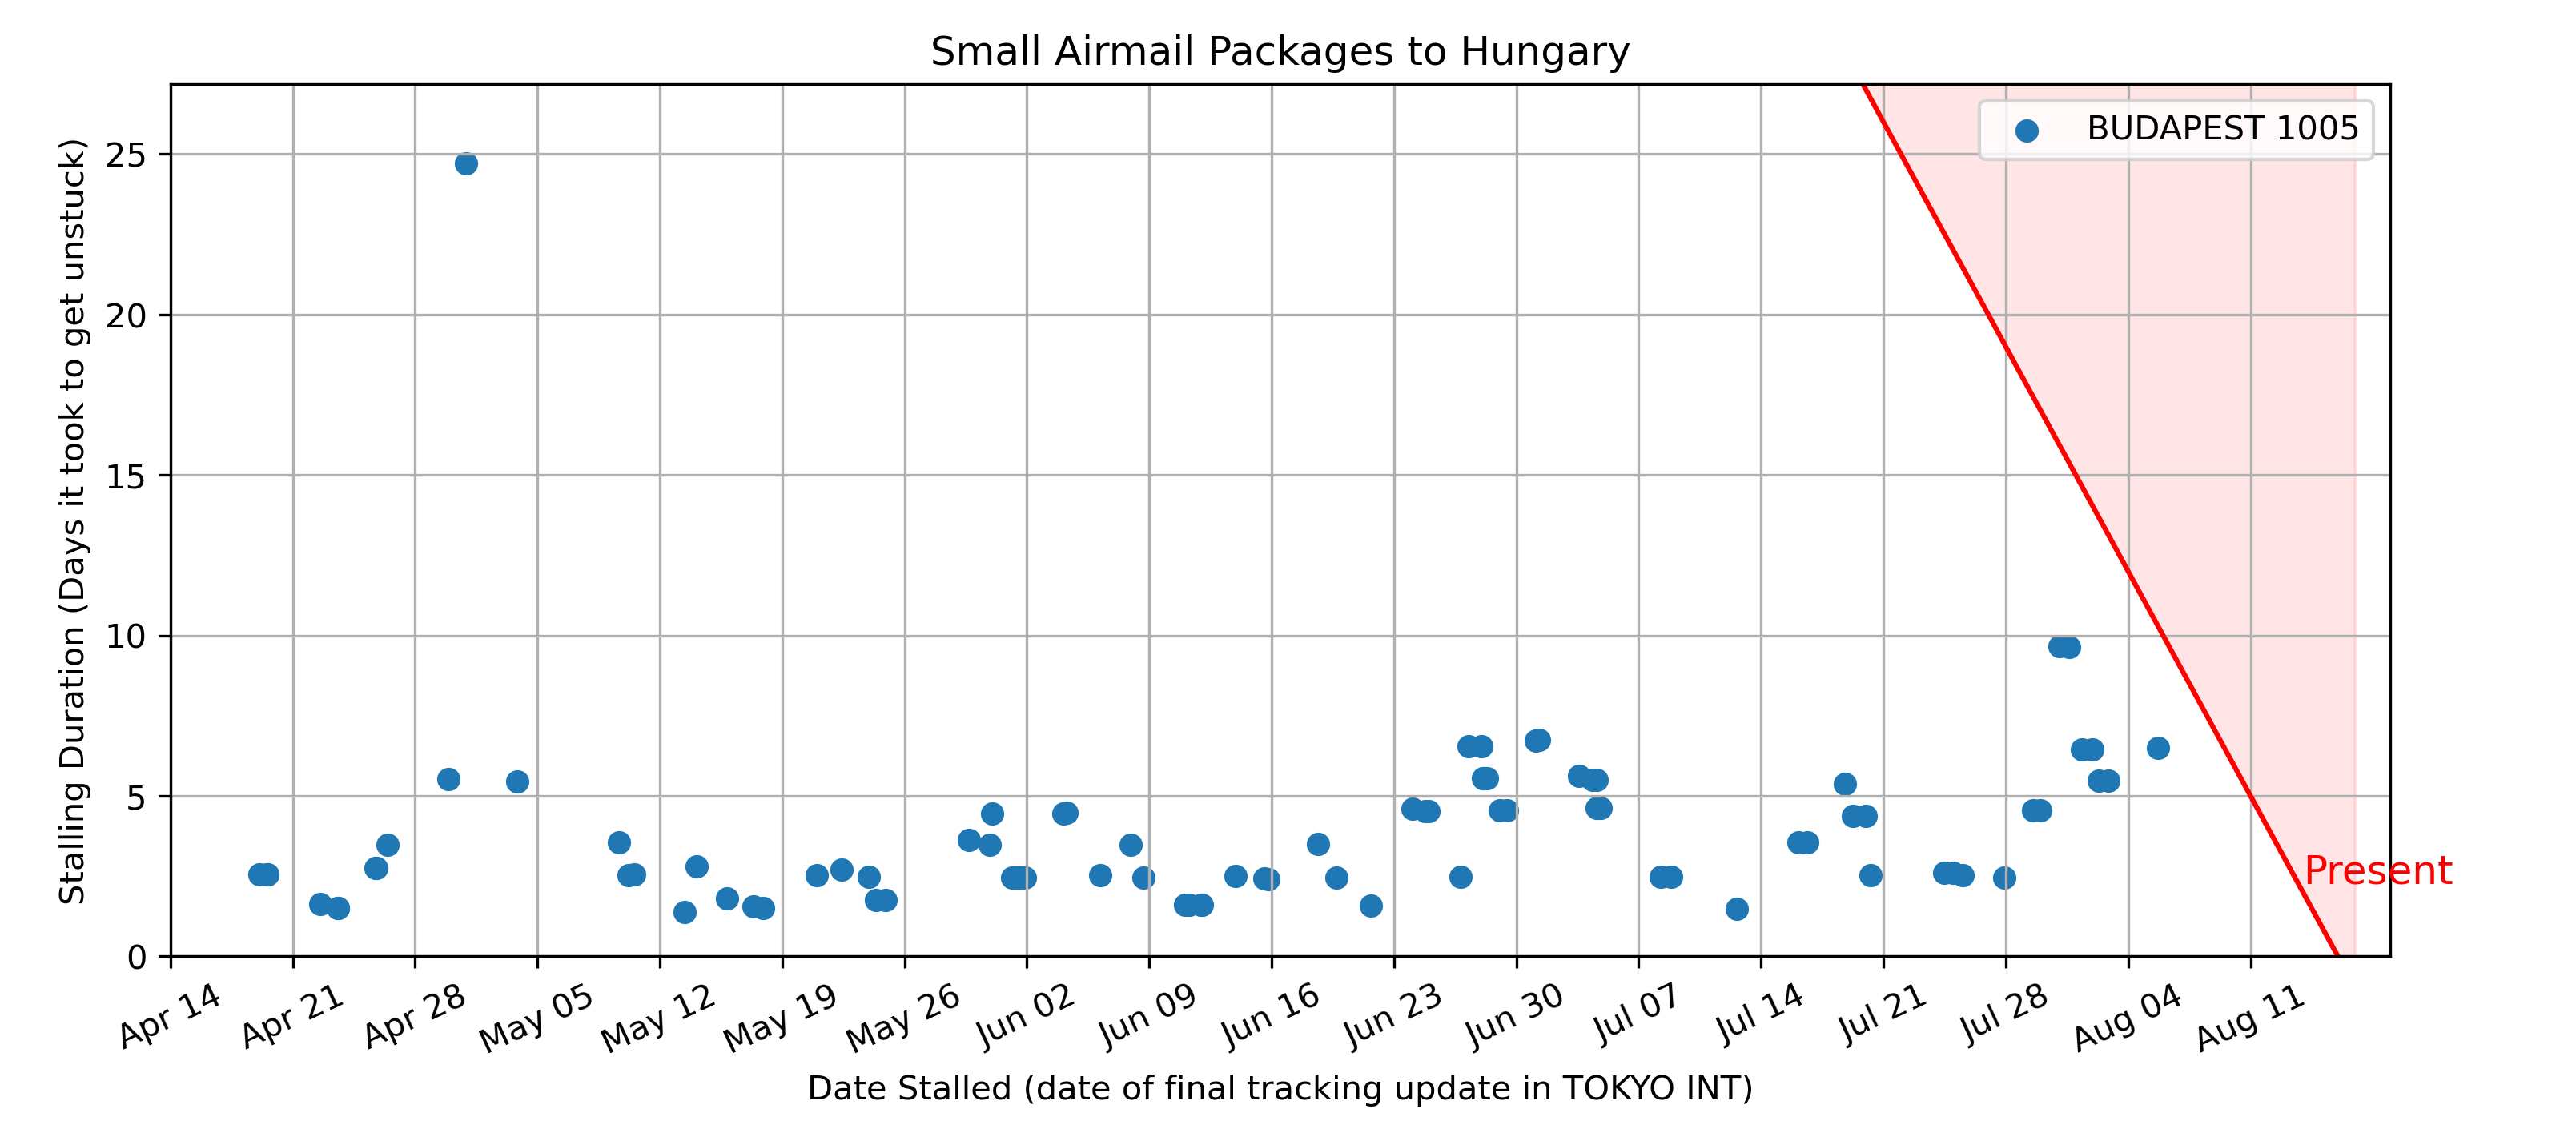 Small Airmail Packages to Hungary
BUDAPEST 1005
Stalling Duration (Days it took to get unstuck)
25
20
15
10
5
0
Present
Apr 14
Apr 21
Apr 28
May 05
May 12
May 19
May 26
Jun 02
Jun 09
Jun 16
Jun 23
Jun 30
Jul 07
Jul 14
Jul 21
Jul 28
Aug 04
Aug 11
Date Stalled (date of final tracking update in TOKYO INT)